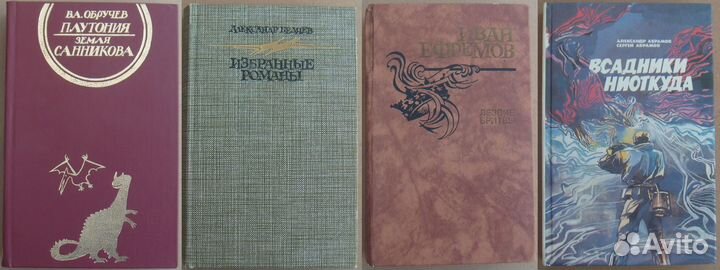 В.А. ОБРУЧЕВ
ПЛУТОНИЯ
ЗЕМЛЯ
САННИКОВА
АЛЕКСАНДР БЕЛЯЕВ
ИЗБРАННЫЕ
РОМАНЫ
ИВАН
ЕФРЕМОВ
ЛЕЗВИЕ
БРИТВЫ
АЛЕКСАНДР АБРАМОВ
СЕРГЕЙ АБРАМОВ
ВСАДНИКИ
НИОТКУДА
Avito